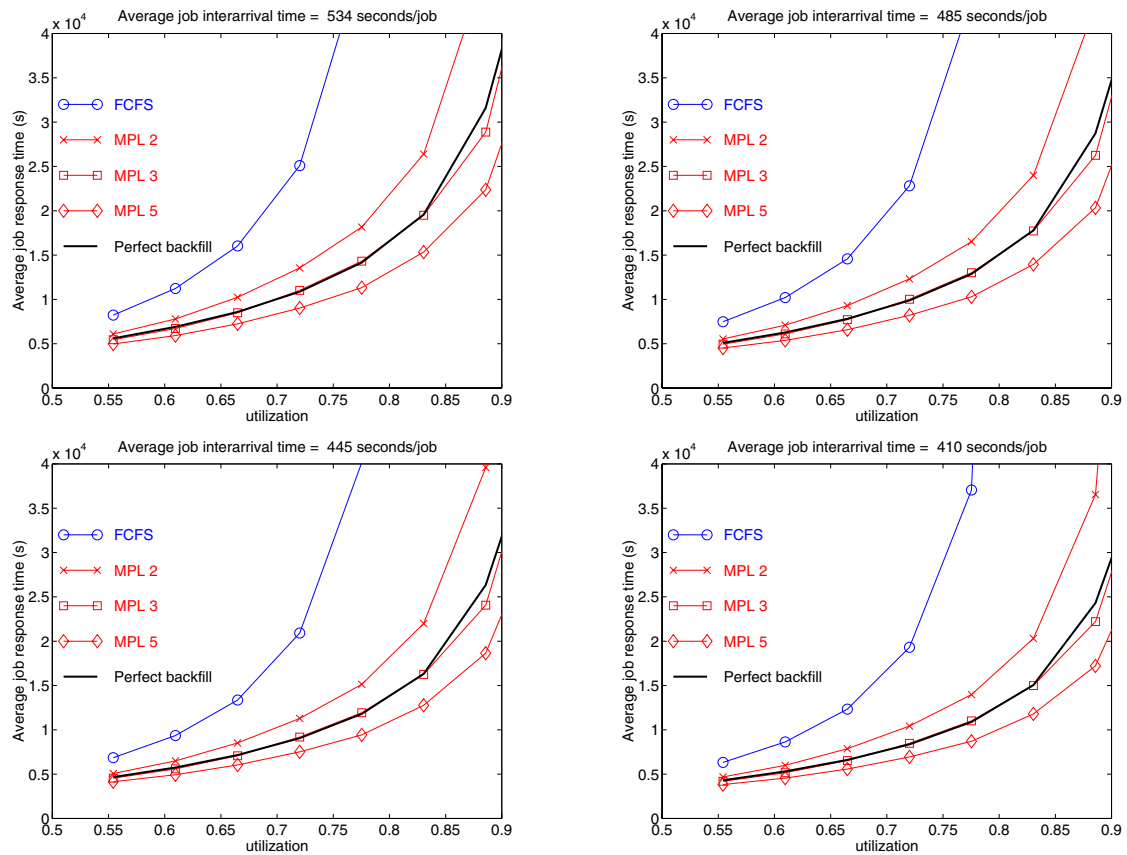 Average job interarrival time = 534 seconds/job
x 10^4
4
3.5
3
2.5
2
1.5
1
0.5
0
Average job response time (s)
FCFS
MPL 2
MPL 3
MPL 5
Perfect backfill
0.5 0.55 0.6 0.65 0.7 0.75 0.8 0.85 0.9
utilization
Average job interarrival time = 485 seconds/job
x 10^4
4
3.5
3
2.5
2
1.5
1
0.5
0
Average job response time (s)
FCFS
MPL 2
MPL 3
MPL 5
Perfect backfill
0.5 0.55 0.6 0.65 0.7 0.75 0.8 0.85 0.9
utilization
Average job interarrival time = 445 seconds/job
x 10^4
4
3.5
3
2.5
2
1.5
1
0.5
0
Average job response time (s)
FCFS
MPL 2
MPL 3
MPL 5
Perfect backfill
0.5 0.55 0.6 0.65 0.7 0.75 0.8 0.85 0.9
utilization
Average job interarrival time = 410 seconds/job
x 10^4
4
3.5
3
2.5
2
1.5
1
0.5
0
Average job response time (s)
FCFS
MPL 2
MPL 3
MPL 5
Perfect backfill
0.5 0.55 0.6 0.65 0.7 0.75 0.8 0.85 0.9
utilization